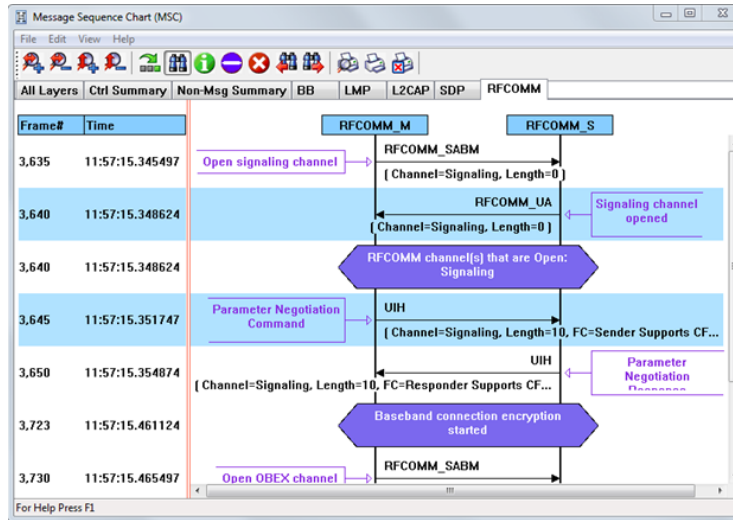 Message Sequence Chart (MSC)
File Edit View Help
All Layers Ctrl Summary Non-Msg Summary BB LMP L2CAP SDP RFCOMM
Frame# Time RFCOMM_M RFCOMM_S
RFCOMM_SABM
3,635 11:57:15.345497 Open signaling channel
( Channel=Signaling, Length=0 )
RFCOMM_UA
3,640 11:57:15.348624 Signaling channel
opened
( Channel=Signaling, Length=0 )
3,640 11:57:15.348624 RFCOMM channel(s) that are Open:
Signaling
3,645 11:57:15.351747 Parameter Negotiation
Command
UIH
( Channel=Signaling, Length=10, FC=Sender Supports CF...
UIH
3,650 11:57:15.354874 Parameter
Negotiation
Response
( Channel=Signaling, Length=10, FC=Responder Supports CF...
3,723 11:57:15.461124 Baseband connection encryption
started
RFCOMM_SABM
3,730 11:57:15.465497 Open OBEX channel
For Help Press F1